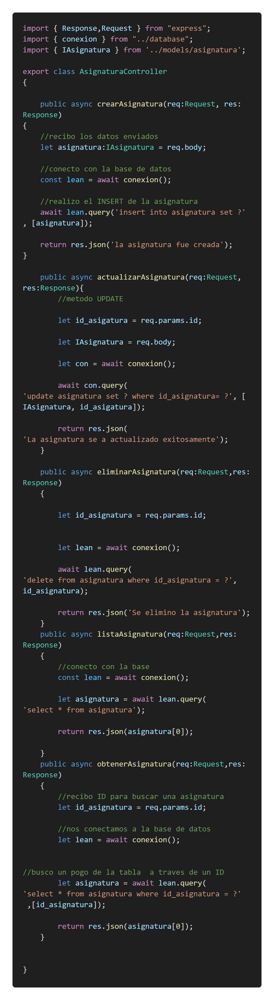 import { Response,Request } from "express";
import { conexion } from "../database";
import { IAsignatura } from '../models/asignatura';

export class AsignaturaController
{

    public async crearAsignatura(req:Request, res:
Response)
{
    //recibo los datos enviados
    let asignatura:IAsignatura = req.body;

    //conecto con la base de datos
    const lean = await conexion();

    //realizo el INSERT de la asignatura
    await lean.query('insert into asignatura set ?'
, [asignatura]);

    return res.json('la asignatura fue creada');
}

    public async actualizarAsignatura(req:Request,
res:Response){
        //metodo UPDATE

        let id_asigatura = req.params.id;

        let IAsignatura = req.body;

        let con = await conexion();

        await con.query(
'update asignatura set ? where id_asignatura= ?', [
IAsignatura, id_asigatura]);

        return res.json(
'La asignatura se a actualizado exitosamente');
    }

    public async eliminarAsignatura(req:Request,res:
Response)
    {

        let id_asignatura = req.params.id;


        let lean = await conexion();

        await lean.query(
'delete from asignatura where id_asignatura = ?',
id_asignatura);

        return res.json('Se elimino la asignatura');
    }
    public async listaAsignatura(req:Request,res:
Response)
    {
        //conecto con la base
        const lean = await conexion();

        let asignatura = await lean.query(
'select * from asignatura');

        return res.json(asignatura[0]);

    }
    public async obtenerAsignatura(req:Request,res:
Response)
    {
        //recibo ID para buscar una asignatura
        let id_asignatura = req.params.id;

        //nos conectamos a la base de datos
        let lean = await conexion();


//busco un pogo de la tabla  a traves de un ID
        let asignatura = await lean.query(
'select * from asignatura where id_asignatura = ?'
 ,[id_asignatura]);

        return res.json(asignatura[0]);
    }


}